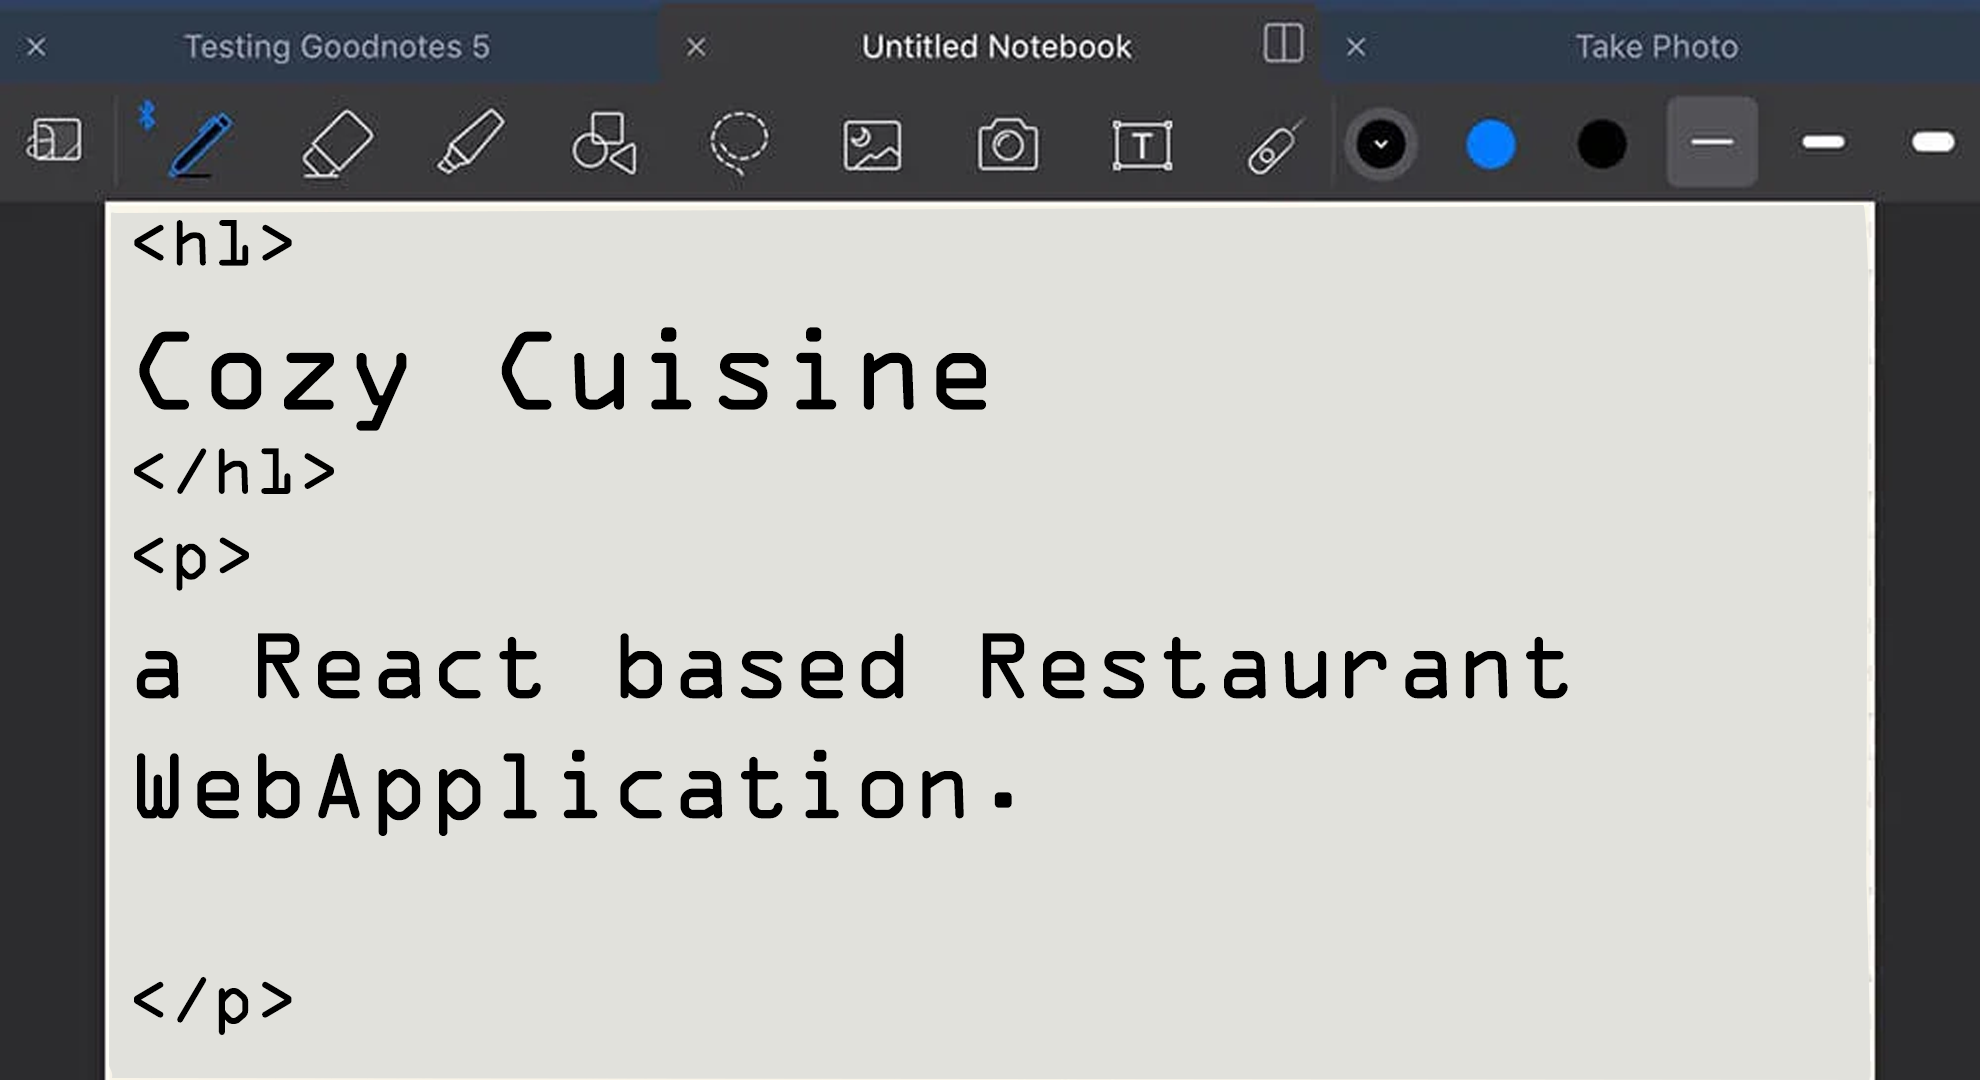 Testing Goodnotes 5 Untitled Notebook Take Photo
T
<h1>
Cozy Cuisine
</h1>
<p>
a React based Restaurant
WebApplication.
</p>